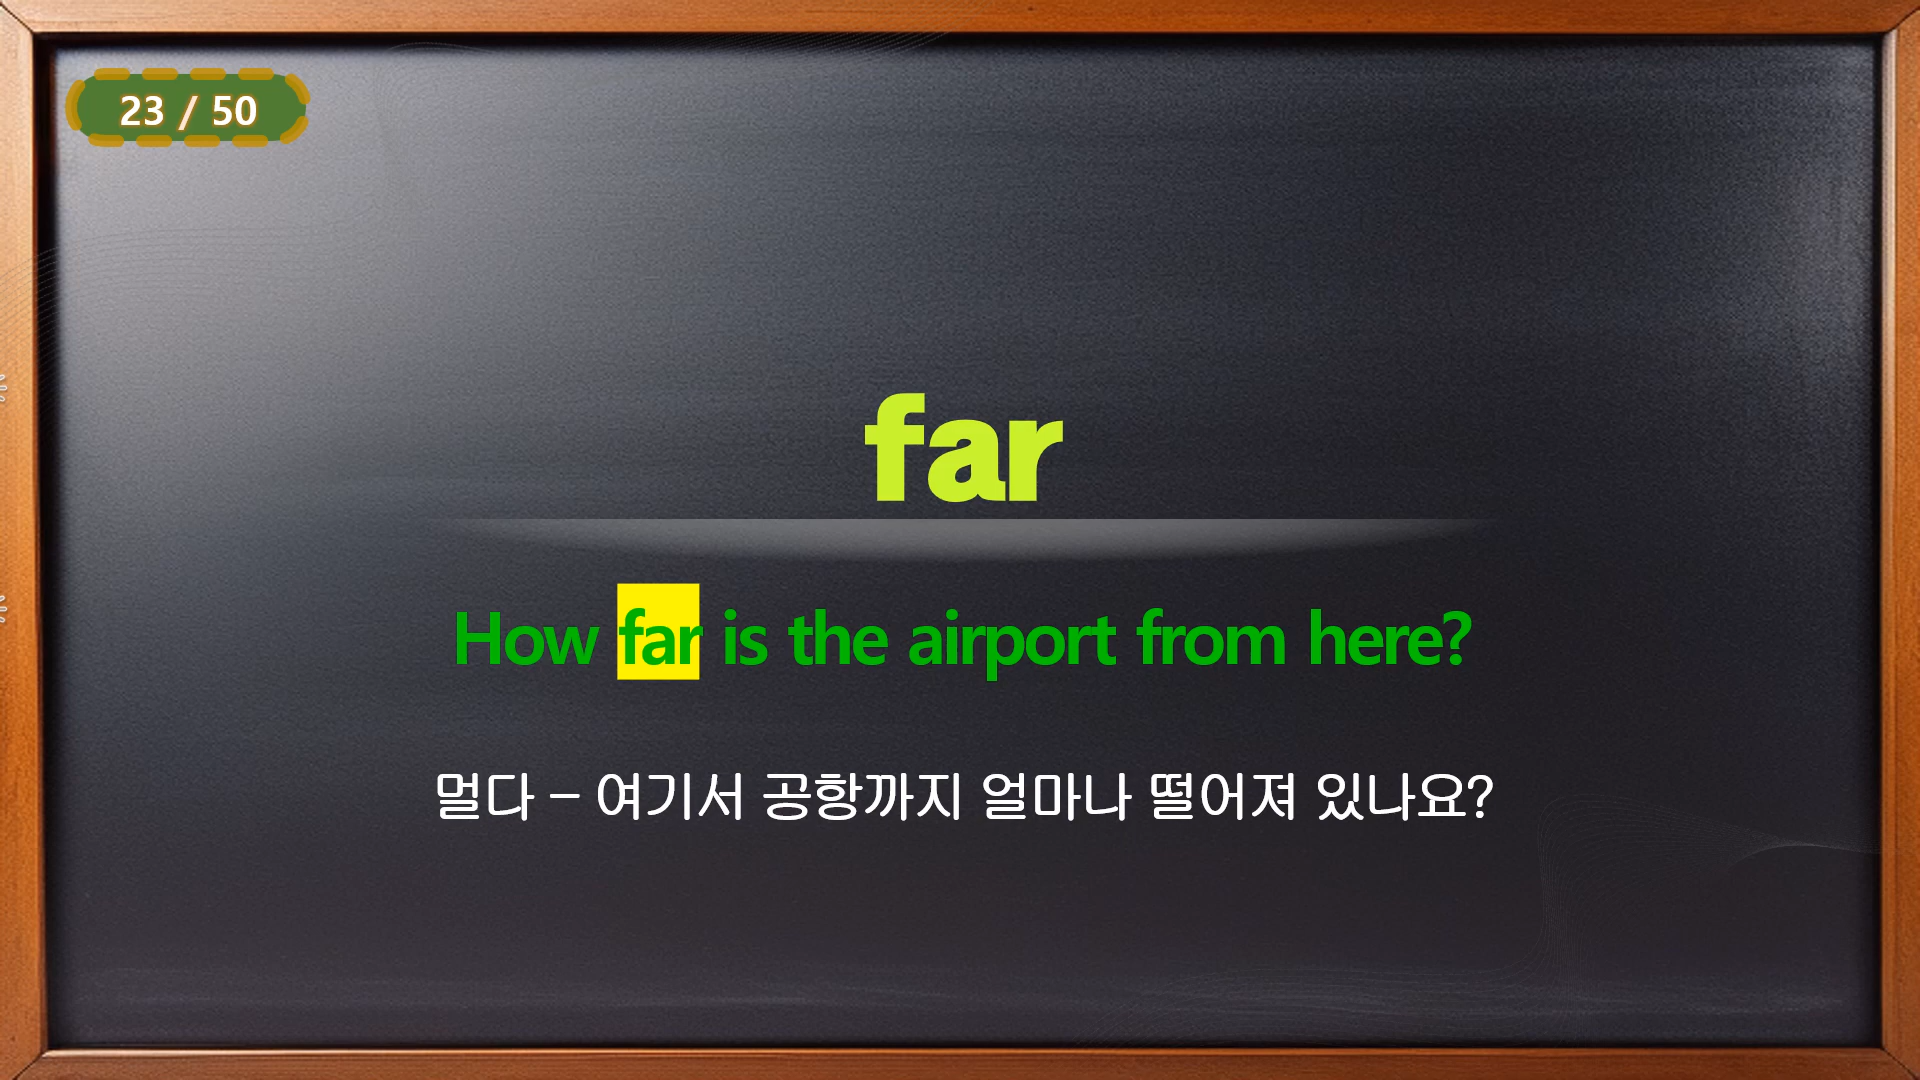 23 / 50
far
How far is the airport from here?
멀다 – 여기서 공항까지 얼마나 떨어져 있나요?